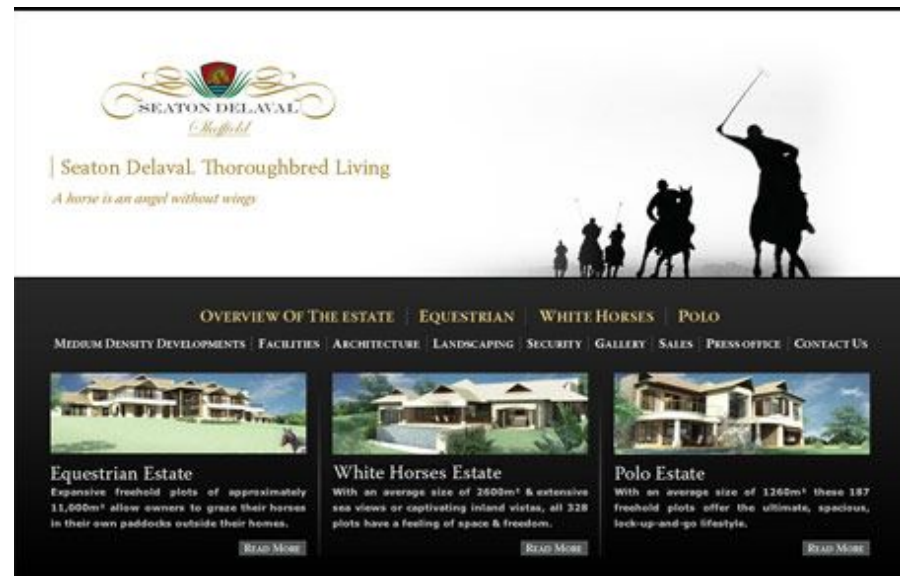 SEATON DELAVAL
Sheffield
Seaton Delaval. Thoroughbred Living
A horse is an angel without wings
OVERVIEW OF THE ESTATE | EQUESTRIAN | WHITE HORSES | POLO
MEDIUM DENSITY DEVELOPMENTS | FACILITIES | ARCHITECTURE | LANDSCAPING | SECURITY | GALLERY | SALES | PRESS OFFICE | CONTACT US
Equestrian Estate
Expansive freehold plots of approximately
11,000m² allow owners to graze their horses
in their own paddocks outside their homes.
READ MORE
White Horses Estate
With an average size of 2600m² & extensive
sea views or captivating inland vistas, all 328
plots have a feeling of space & freedom.
READ MORE
Polo Estate
With an average size of 1260m² these 187
freehold plots offer the ultimate, spacious,
lock-up-and-go lifestyle.
READ MORE